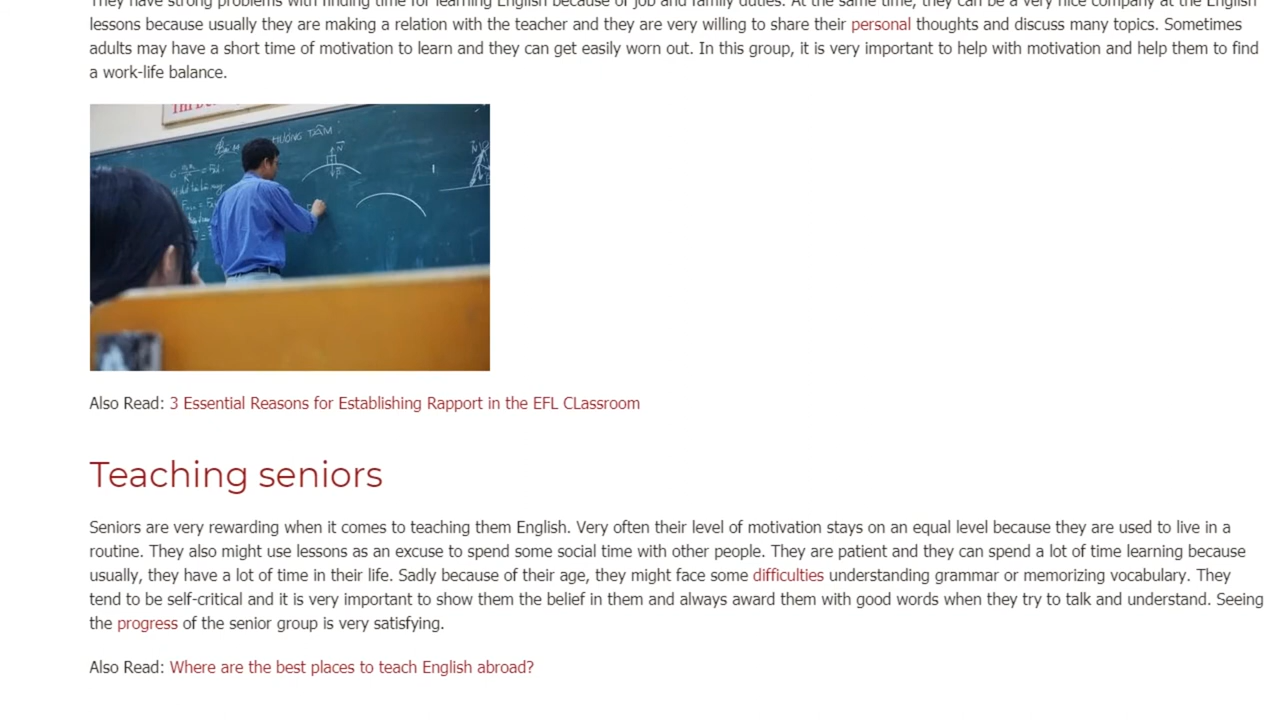 They have strong problems with finding time for learning English because of job and family duties. At the same time, they can be a very nice company at the English
lessons because usually they are making a relation with the teacher and they are very willing to share their personal thoughts and discuss many topics. Sometimes
adults may have a short time of motivation to learn and they can get easily worn out. In this group, it is very important to help with motivation and help them to find
a work-life balance.
HƯỚNG TÂM
Also Read: 3 Essential Reasons for Establishing Rapport in the EFL CLassroom
Teaching seniors
Seniors are very rewarding when it comes to teaching them English. Very often their level of motivation stays on an equal level because they are used to live in a
routine. They also might use lessons as an excuse to spend some social time with other people. They are patient and they can spend a lot of time learning because
usually, they have a lot of time in their life. Sadly because of their age, they might face some difficulties understanding grammar or memorizing vocabulary. They
tend to be self-critical and it is very important to show them the belief in them and always award them with good words when they try to talk and understand. Seeing
the progress of the senior group is very satisfying.
Also Read: Where are the best places to teach English abroad?